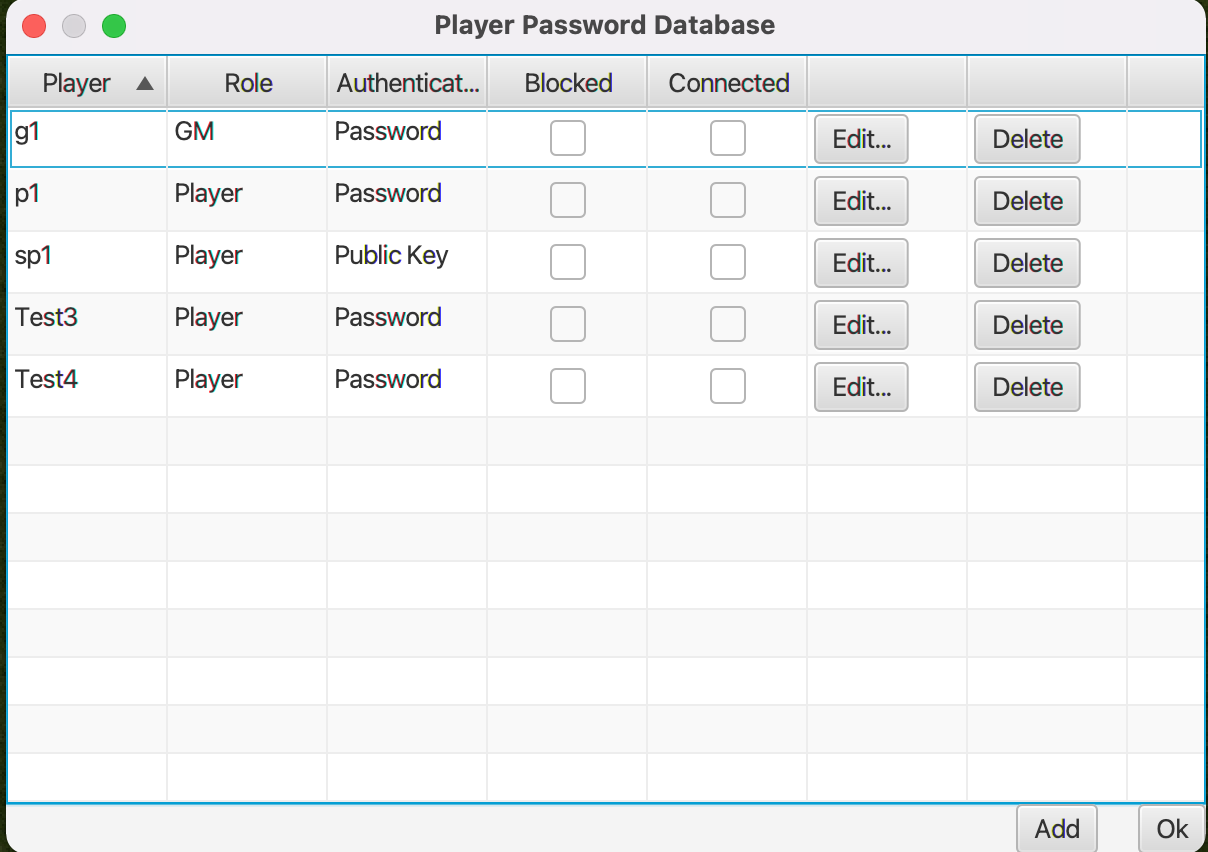 Player Password Database
Player Role Authenticat... Blocked Connected
g1 GM Password Edit... Delete
p1 Player Password Edit... Delete
sp1 Player Public Key Edit... Delete
Test3 Player Password Edit... Delete
Test4 Player Password Edit... Delete
Add Ok